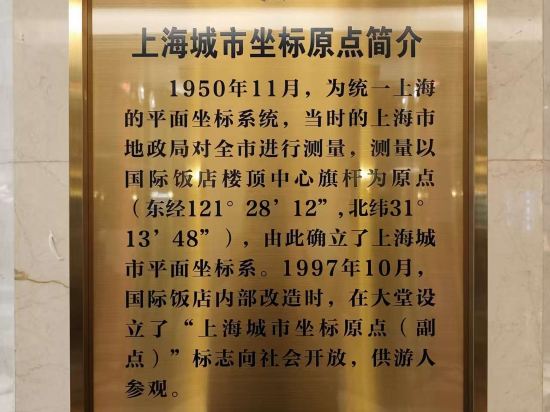 上海城市坐标原点简介
1950年11月，为统一上海
的平面坐标系统，当时的上海市
地政局对全市进行测量，测量以
国际饭店楼顶中心旗杆为原点
（东经121°28’12”,北纬31°
13’48”），由此确立了上海城
市平面坐标系。1997年10月，
国际饭店内部改造时，在大堂设
立了“上海城市坐标原点（副
点）”标志向社会开放，供游人
参观。